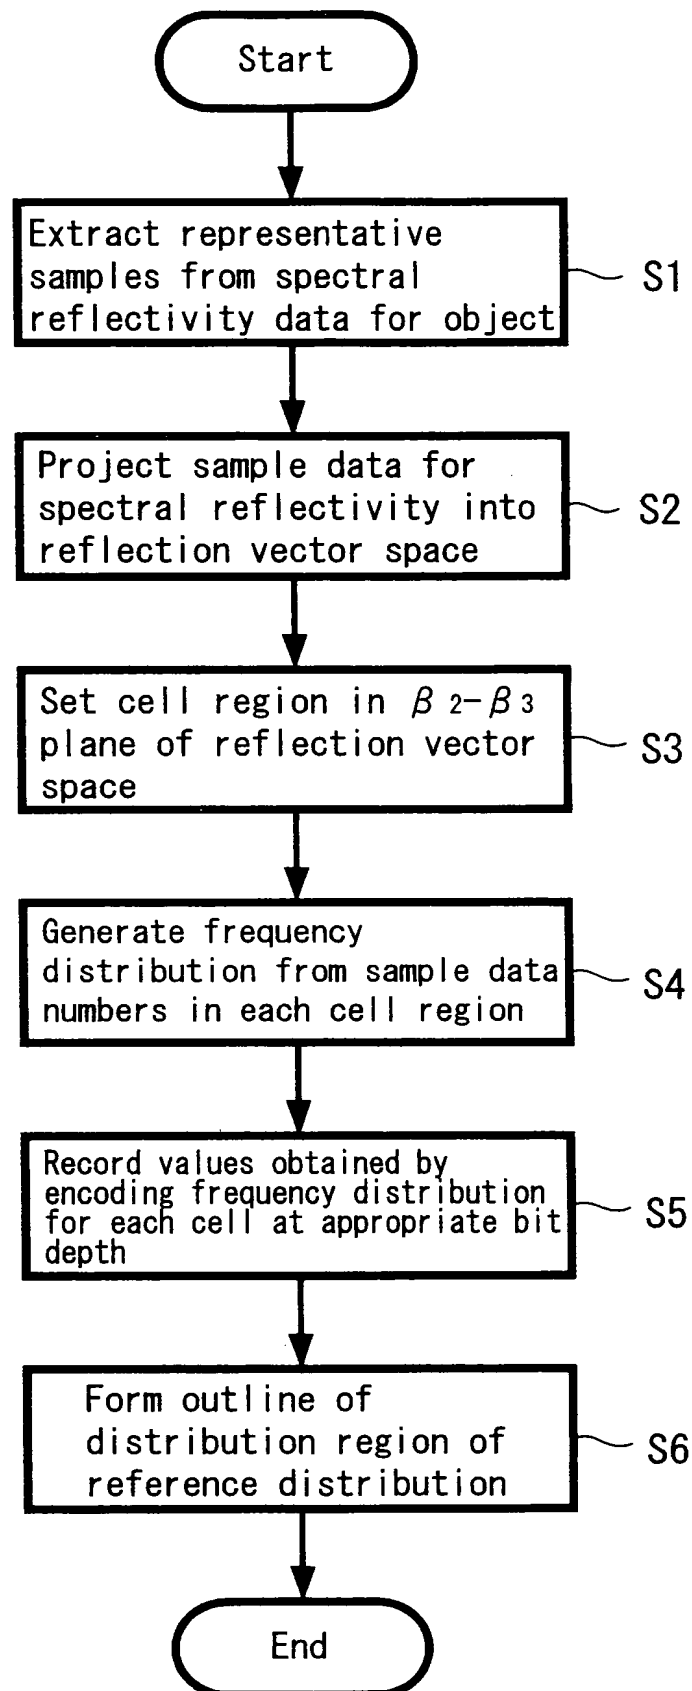 Start
Extract representative
samples from spectral
reflectivity data for object
S1
Project sample data for
spectral reflectivity into
reflection vector space
S2
Set cell region in β2-β3
plane of reflection vector
space
S3
Generate frequency
distribution from sample data
numbers in each cell region
S4
Record values obtained by
encoding frequency distribution
for each cell at appropriate bit
depth
S5
Form outline of
distribution region of
reference distribution
S6
End